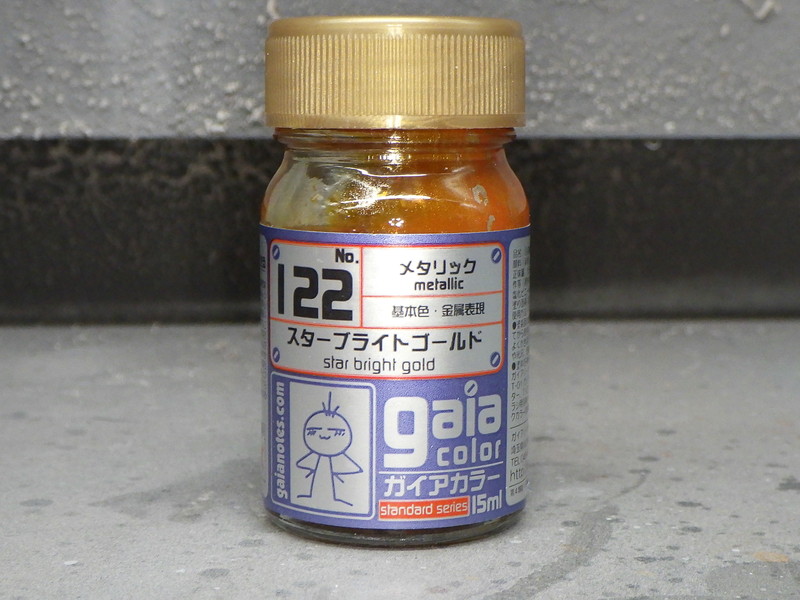 No.
122
メタリック
metallic
基本色・金属表現
スターブライトゴールド
star bright gold
gaianotes.com
gaia
color
ガイアカラー
standard series
15ml